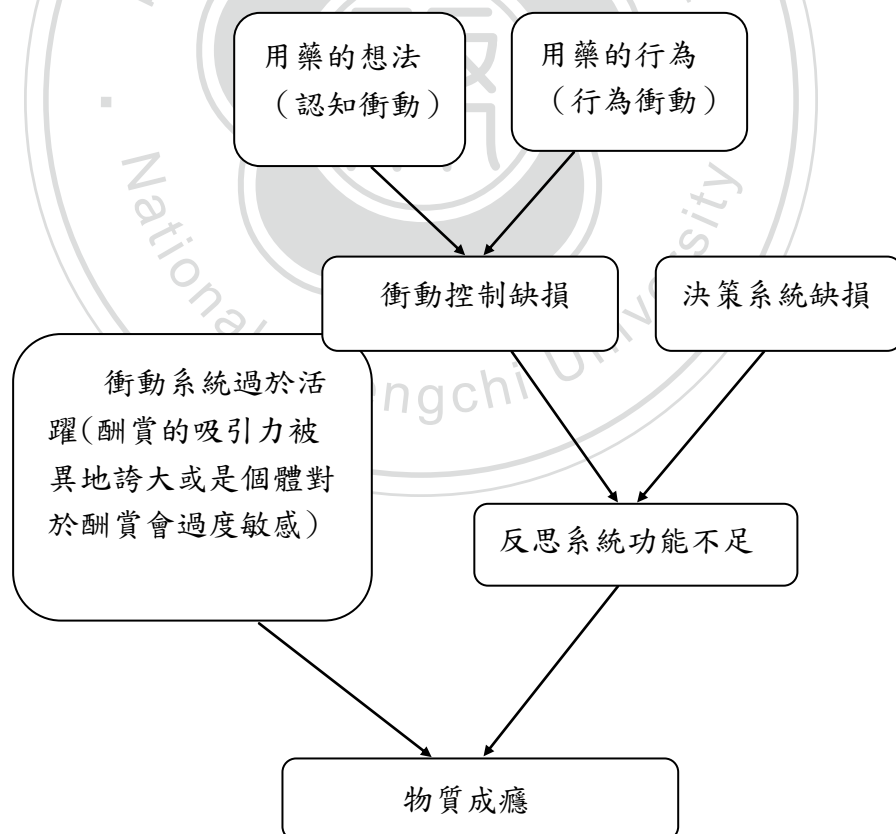 用藥的想法
（認知衝動）
用藥的行為
（行為衝動）
衝動控制缺損
決策系統缺損
衝動系統過於活
躍(酬賞的吸引力被
異地誇大或是個體對
於酬賞會過度敏感)
反思系統功能不足
物質成癮
National
engchi University